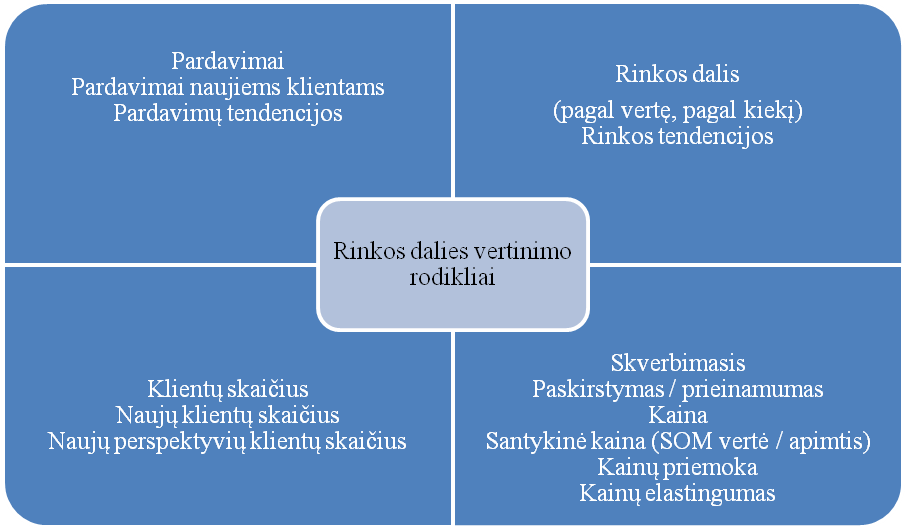 Pardavimai
Pardavimai naujiems klientams
Pardavimų tendencijos
Rinkos dalis
(pagal vertę, pagal kiekį)
Rinkos tendencijos
Rinkos dalies vertinimo
rodikliai
Klientų skaičius
Naujų klientų skaičius
Naujų perspektyvių klientų skaičius
Skverbimasis
Paskirstymas / prieinamumas
Kaina
Santykinė kaina (SOM vertė / apimtis)
Kainų priemoka
Kainų elastingumas